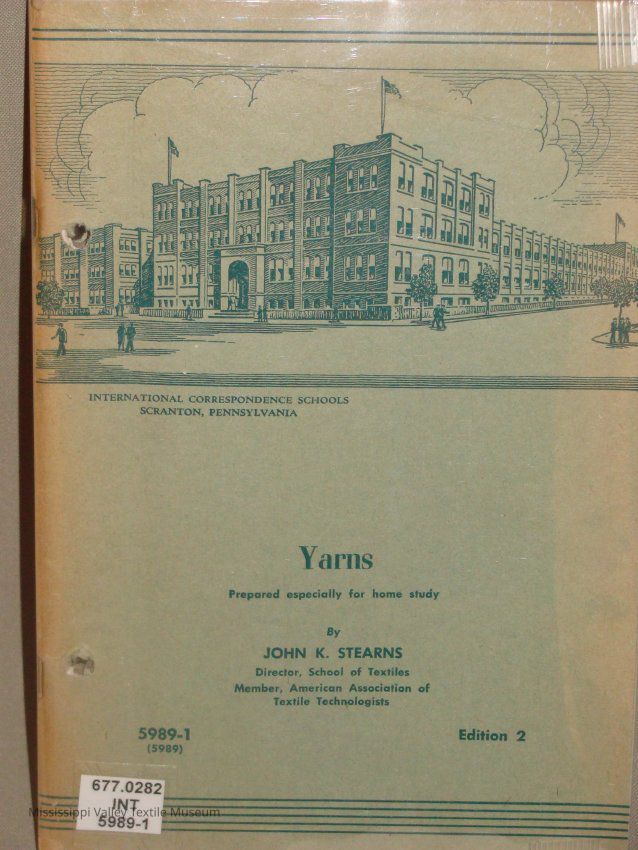 INTERNATIONAL CORRESPONDENCE SCHOOLS
SCRANTON, PENNSYLVANIA
Yarns
Prepared especially for home study
By
JOHN K. STEARNS
Director, School of Textiles
Member, American Association of
Textile Technologists
5989-1
(5989)
Edition 2
677.0282
INT
5989-1
Mississippi Valley Textile Museum